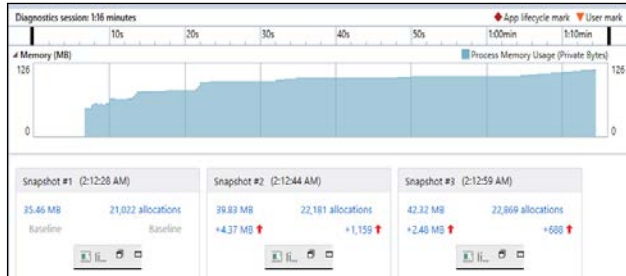 Diagnostics session: 1:16 minutes
App lifecycle mark User mark
10s 20s 30s 40s 50s 1:00min 1:10min
Memory (MB) Process Memory Usage (Private Bytes)
126 126
0 0
Snapshot #1 (2:12:28 AM) Snapshot #2 (2:12:44 AM) Snapshot #3 (2:12:59 AM)
35.46 MB 21,022 allocations 39.83 MB 22,181 allocations 42.32 MB 22,869 allocations
Baseline Baseline +4.37 MB +1,159 +2.48 MB +688
li... li... li...